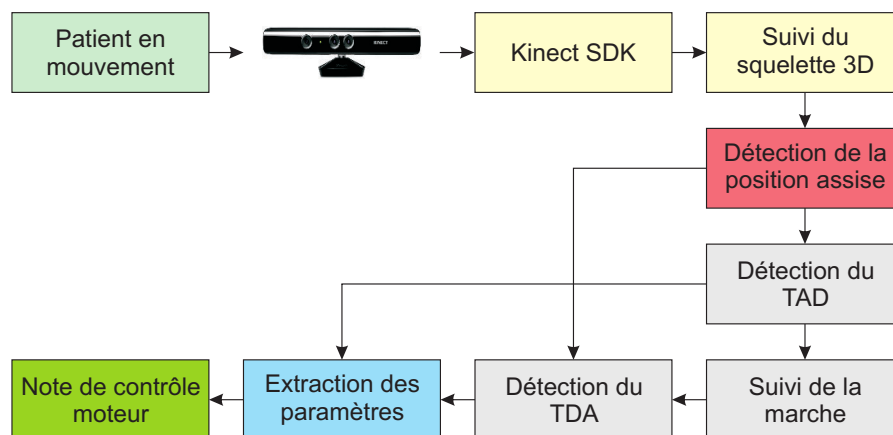 Patient en
mouvement
KINECT
Kinect SDK
Suivi du
squelette 3D
Détection de la
position assise
Détection du
TAD
Note de contrôle
moteur
Extraction des
paramètres
Détection du
TDA
Suivi de la
marche